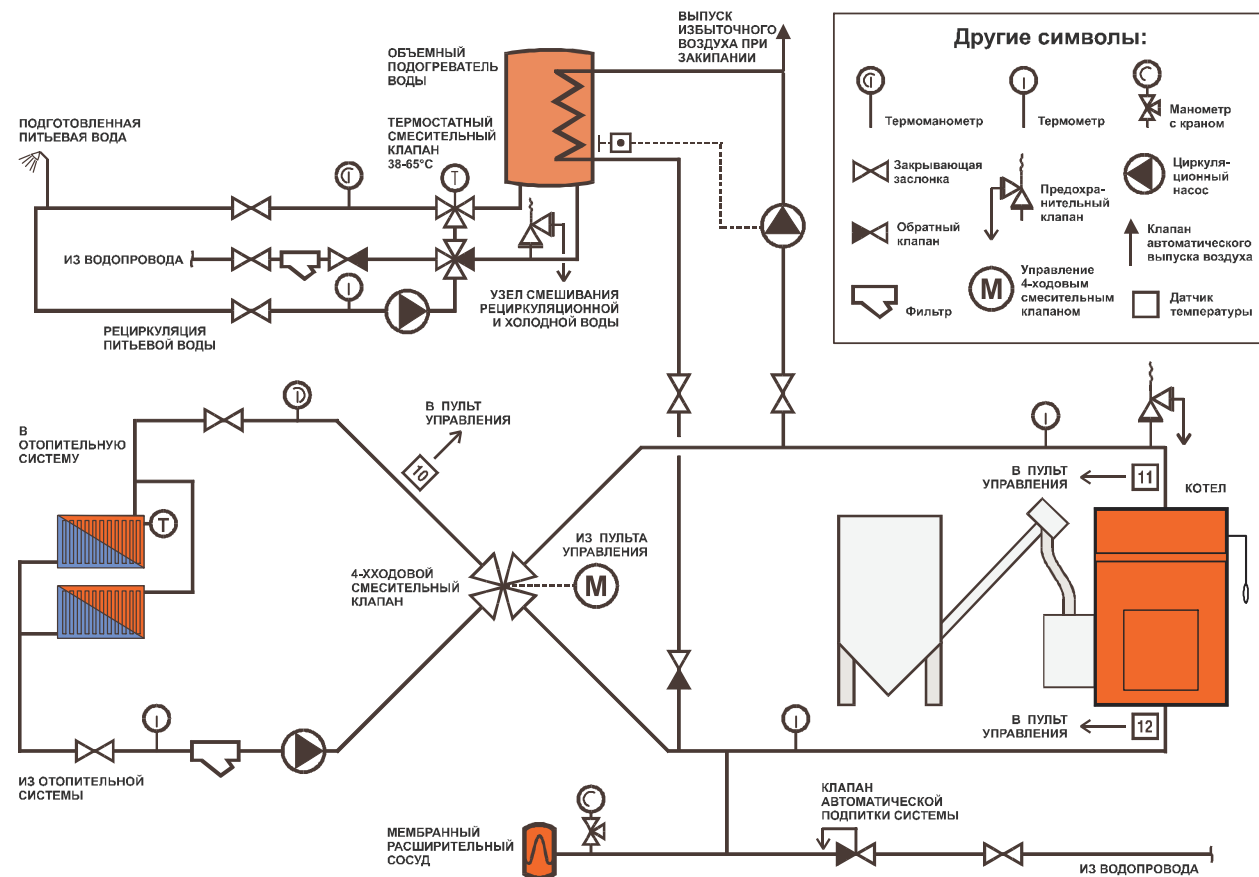 ВЫПУСК
ИЗБЫТОЧНОГО
ВОЗДУХА ПРИ
ЗАКИПАНИИ
ОБЪЕМНЫЙ
ПОДОГРЕВАТЕЛЬ
ВОДЫ
ПОДГОТОВЛЕННАЯ
ПИТЬЕВАЯ ВОДА
ТЕРМОСТАТНЫЙ
СМЕСИТЕЛЬНЫЙ
КЛАПАН
38-65°C
T
ИЗ ВОДОПРОВОДА
I
РЕЦИРКУЛЯЦИЯ
ПИТЬЕВОЙ ВОДЫ
УЗЕЛ СМЕШИВАНИЯ
РЕЦИРКУЛЯЦИОННОЙ
И ХОЛОДНОЙ ВОДЫ
Другие символы:
Термоманометр
I
Термометр
C
Манометр
с краном
Закрывающая
заслонка
Предохра-
нительный
клапан
Циркуля-
ционный
насос
Обратный
клапан
Клапан
автоматического
выпуска воздуха
Фильтр
M
Управление
4-ходовым
смесительным
клапаном
Датчик
температуры
В
ОТОПИТЕЛЬНУЮ
СИСТЕМУ
В ПУЛЬТ
УПРАВЛЕНИЯ
10
I
В ПУЛЬТ
УПРАВЛЕНИЯ
11
КОТЕЛ
T
ИЗ ПУЛЬТА
УПРАВЛЕНИЯ
M
4-ХХОДОВОЙ
СМЕСИТЕЛЬНЫЙ
КЛАПАН
I
I
В ПУЛЬТ
УПРАВЛЕНИЯ
12
ИЗ ОТОПИТЕЛЬНОЙ
СИСТЕМЫ
C
МЕМБРАННЫЙ
РАСШИРИТЕЛЬНЫЙ
СОСУД
КЛАПАН
АВТОМАТИЧЕСКОЙ
ПОДПИТКИ СИСТЕМЫ
ИЗ ВОДОПРОВОДА